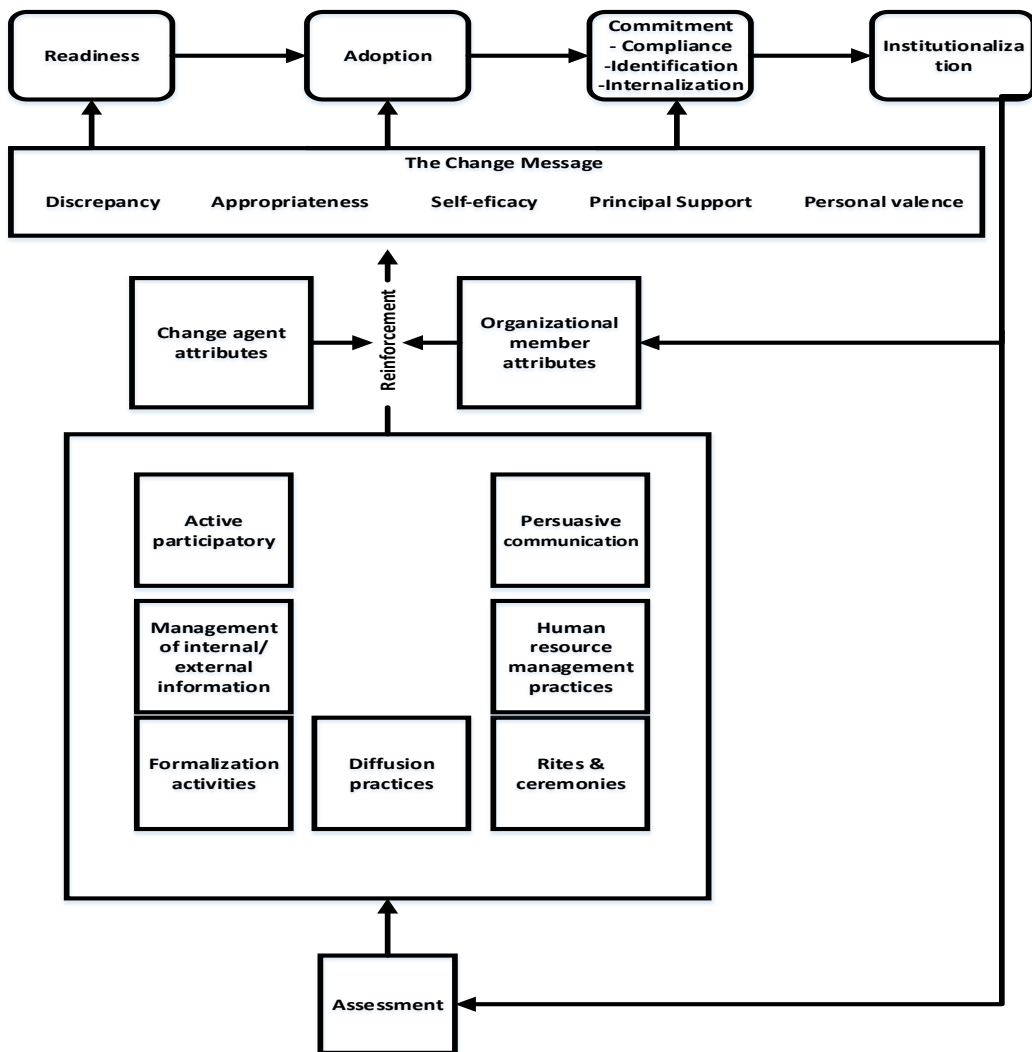 Readiness
Adoption
Commitment
- Compliance
-Identification
-Internalization
Institutionaliza
tion
The Change Message
Discrepancy
Appropriateness
Self-eficacy
Principal Support
Personal valence
Change agent
attributes
Reinforcement
Organizational
member
attributes
Active
participatory
Persuasive
communication
Management
of internal/
external
information
Human
resource
management
practices
Formalization
activities
Diffusion
practices
Rites &
ceremonies
Assessment